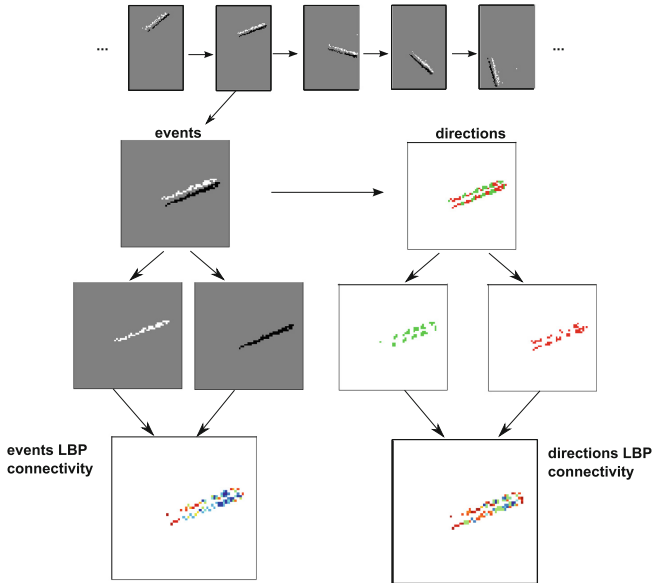 ... ...
events directions
events LBP
connectivity
directions LBP
connectivity